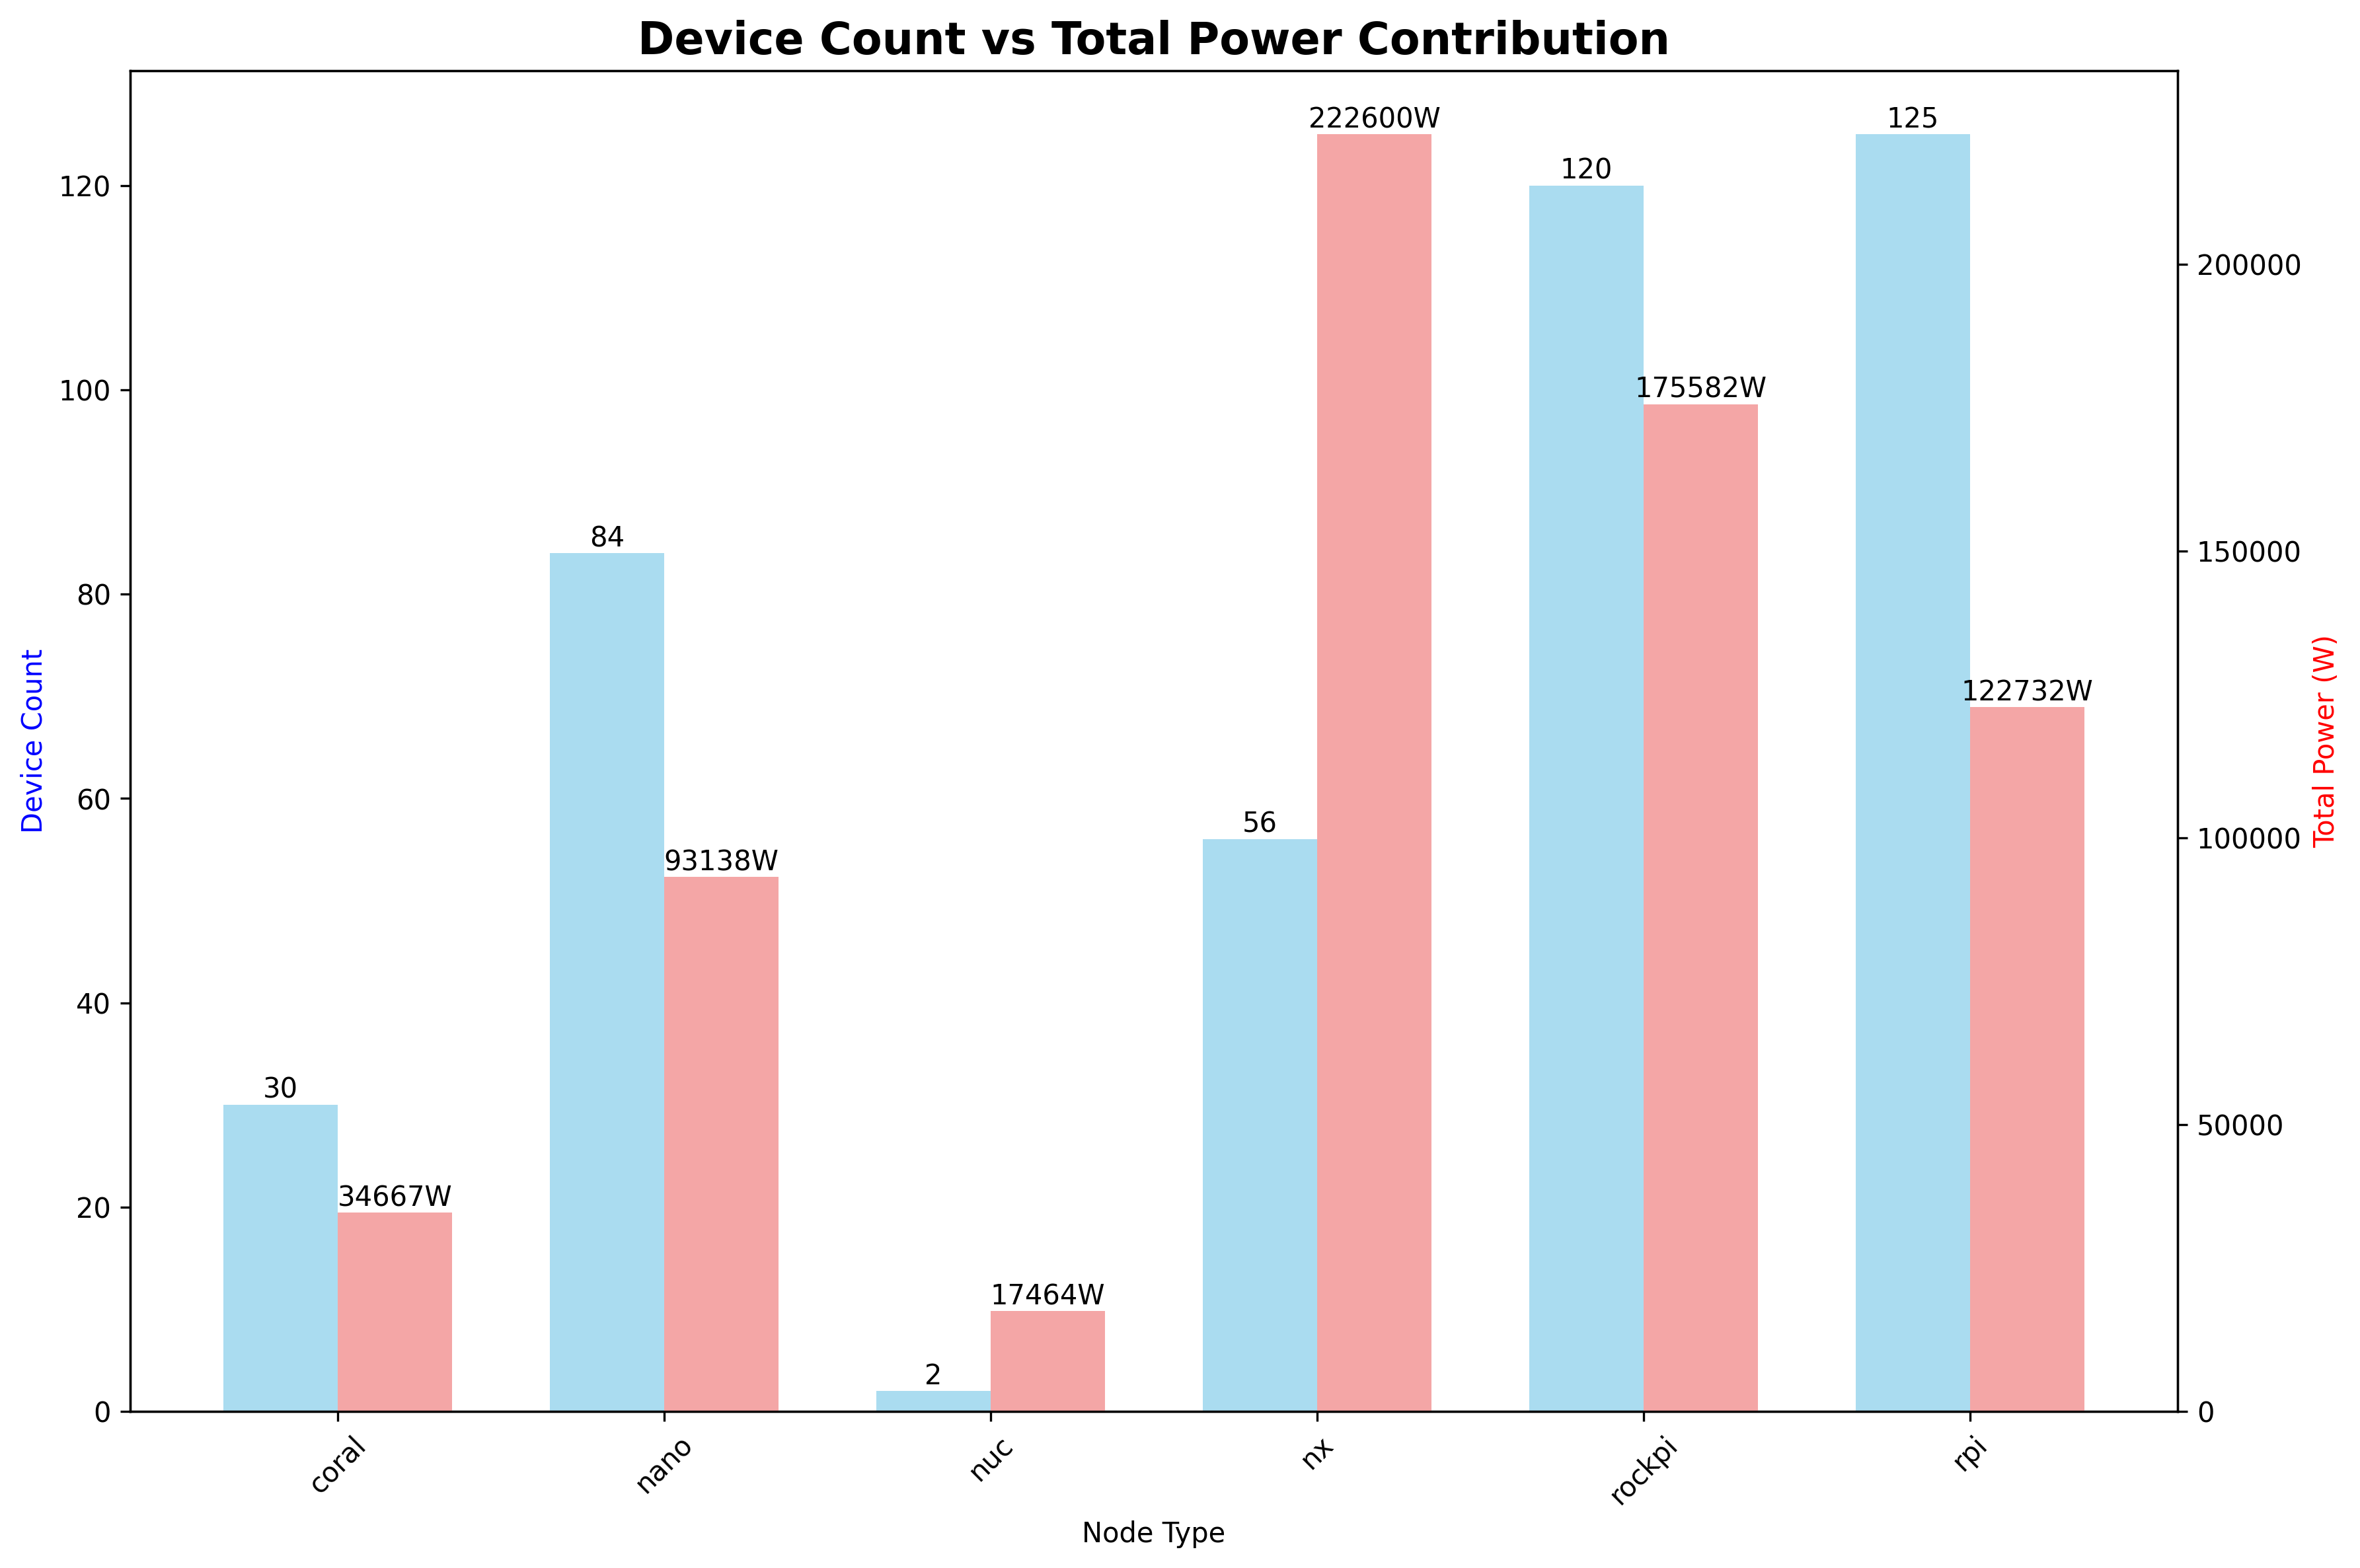 Device Count vs Total Power Contribution
222600W
125
120
120
200000
100
175582W
84
150000
80
Device Count
Total Power (W)
122732W
60
56
93138W
100000
40
30
50000
20
34667W
17464W
2
0
0
coral
nano
nuc
nx
rockpi
rpi
Node Type